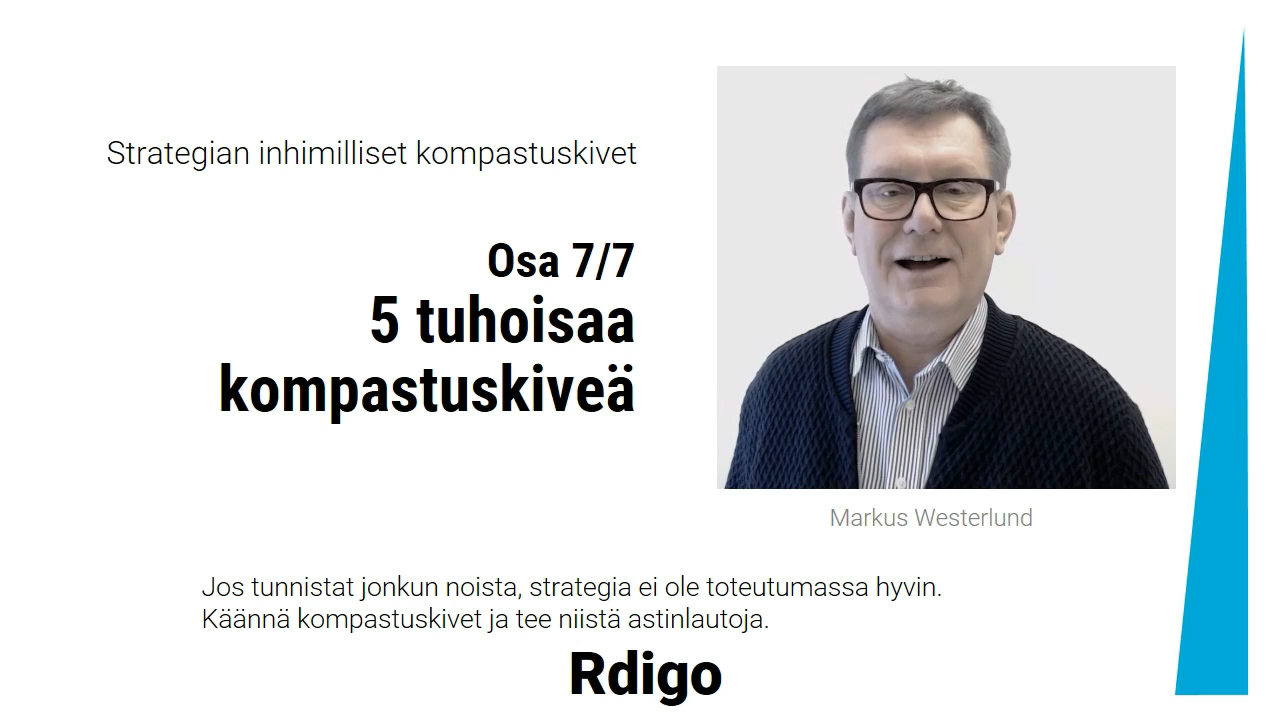 Strategian inhimilliset kompastuskivet
Osa 7/7
5 tuhoisaa
kompastuskiveä
Markus Westerlund
Jos tunnistat jonkun noista, strategia ei ole toteutumassa hyvin.
Käännä kompastuskivet ja tee niistä astinlautoja.
Rdigo